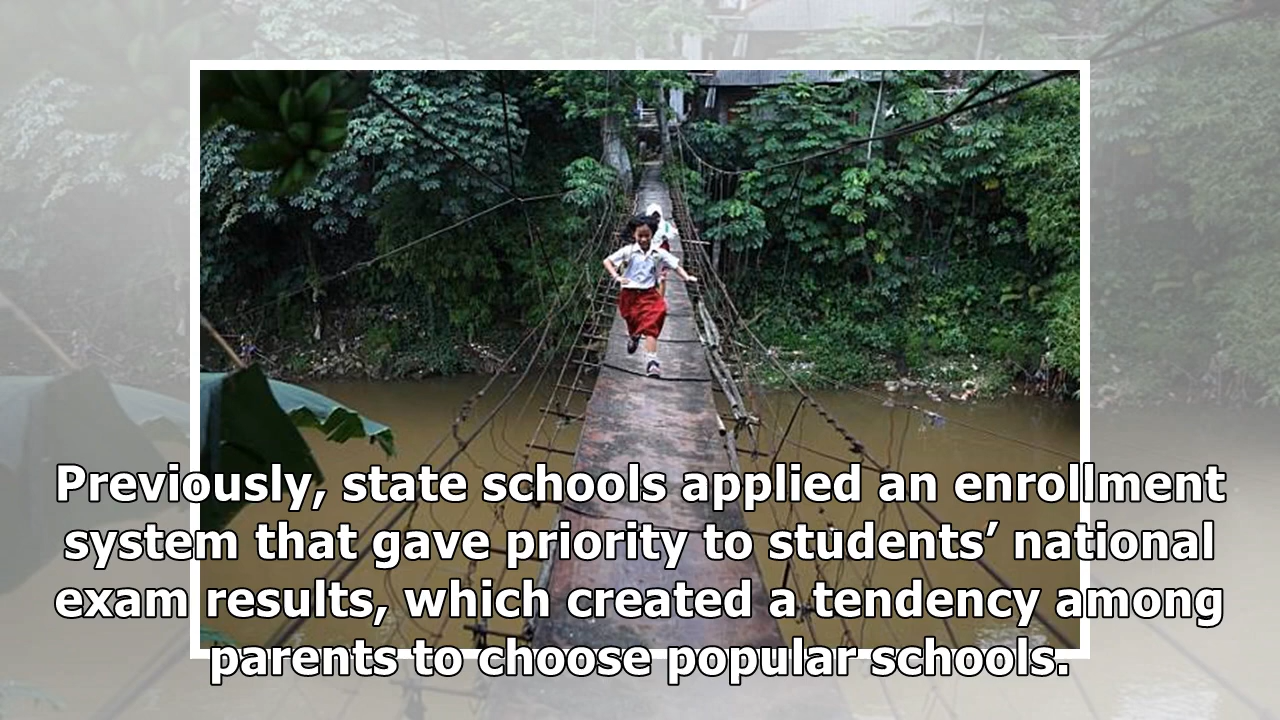 Previously, state schools applied an enrollment
system that gave priority to students’ national
exam results, which created a tendency among
parents to choose popular schools.